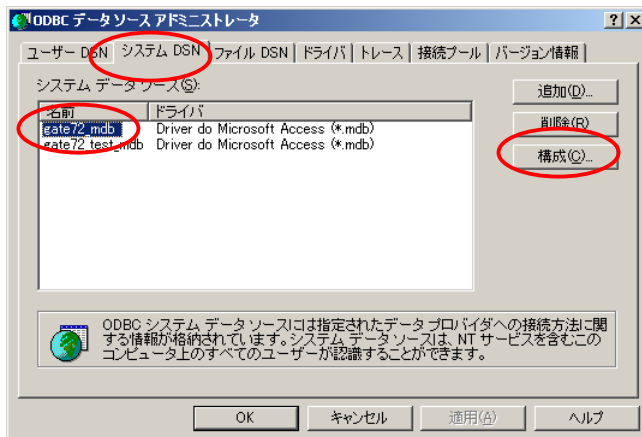 ODBC データ ソース アドミニストレータ
ユーザー DSN システム DSN ファイル DSN ドライバ トレース 接続プール バージョン情報
システム データ ソース(S):
追加(D)...
名前 ドライバ
削除(R)
gate72_mdb Driver do Microsoft Access (*.mdb)
gate72_test_mdb Driver do Microsoft Access (*.mdb)
構成(C)...
ODBC システム データ ソースには指定されたデータ プロバイダへの接続方法に関
する情報が格納されています。システム データ ソースは、NT サービスを含むこの
コンピュータ上のすべてのユーザーが認識することができます。
OK キャンセル 適用(A) ヘルプ